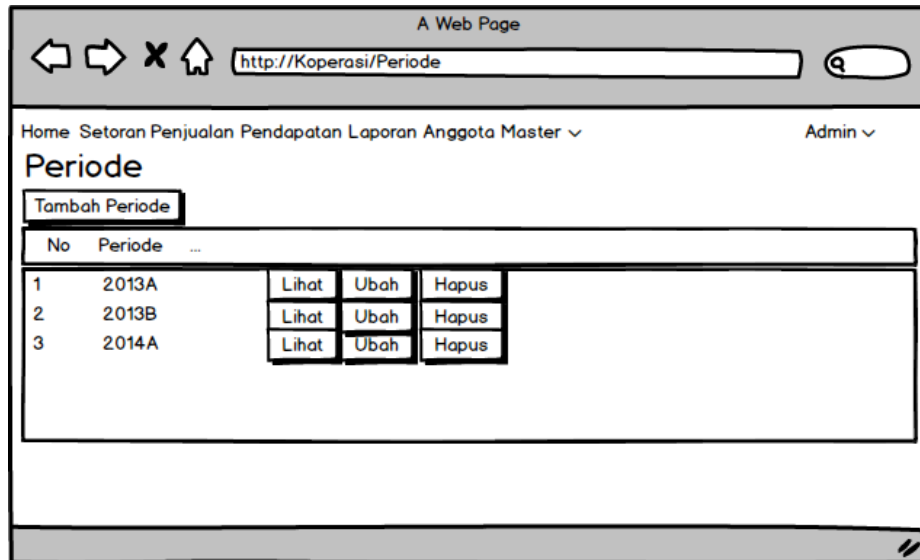 A Web Page
http://Koperasi/Periode
Home Setoran Penjualan Pendapatan Laporan Anggota Master Admin
Periode
Tambah Periode
No Periode ...
1 2013A Lihat Ubah Hapus
2 2013B Lihat Ubah Hapus
3 2014A Lihat Ubah Hapus